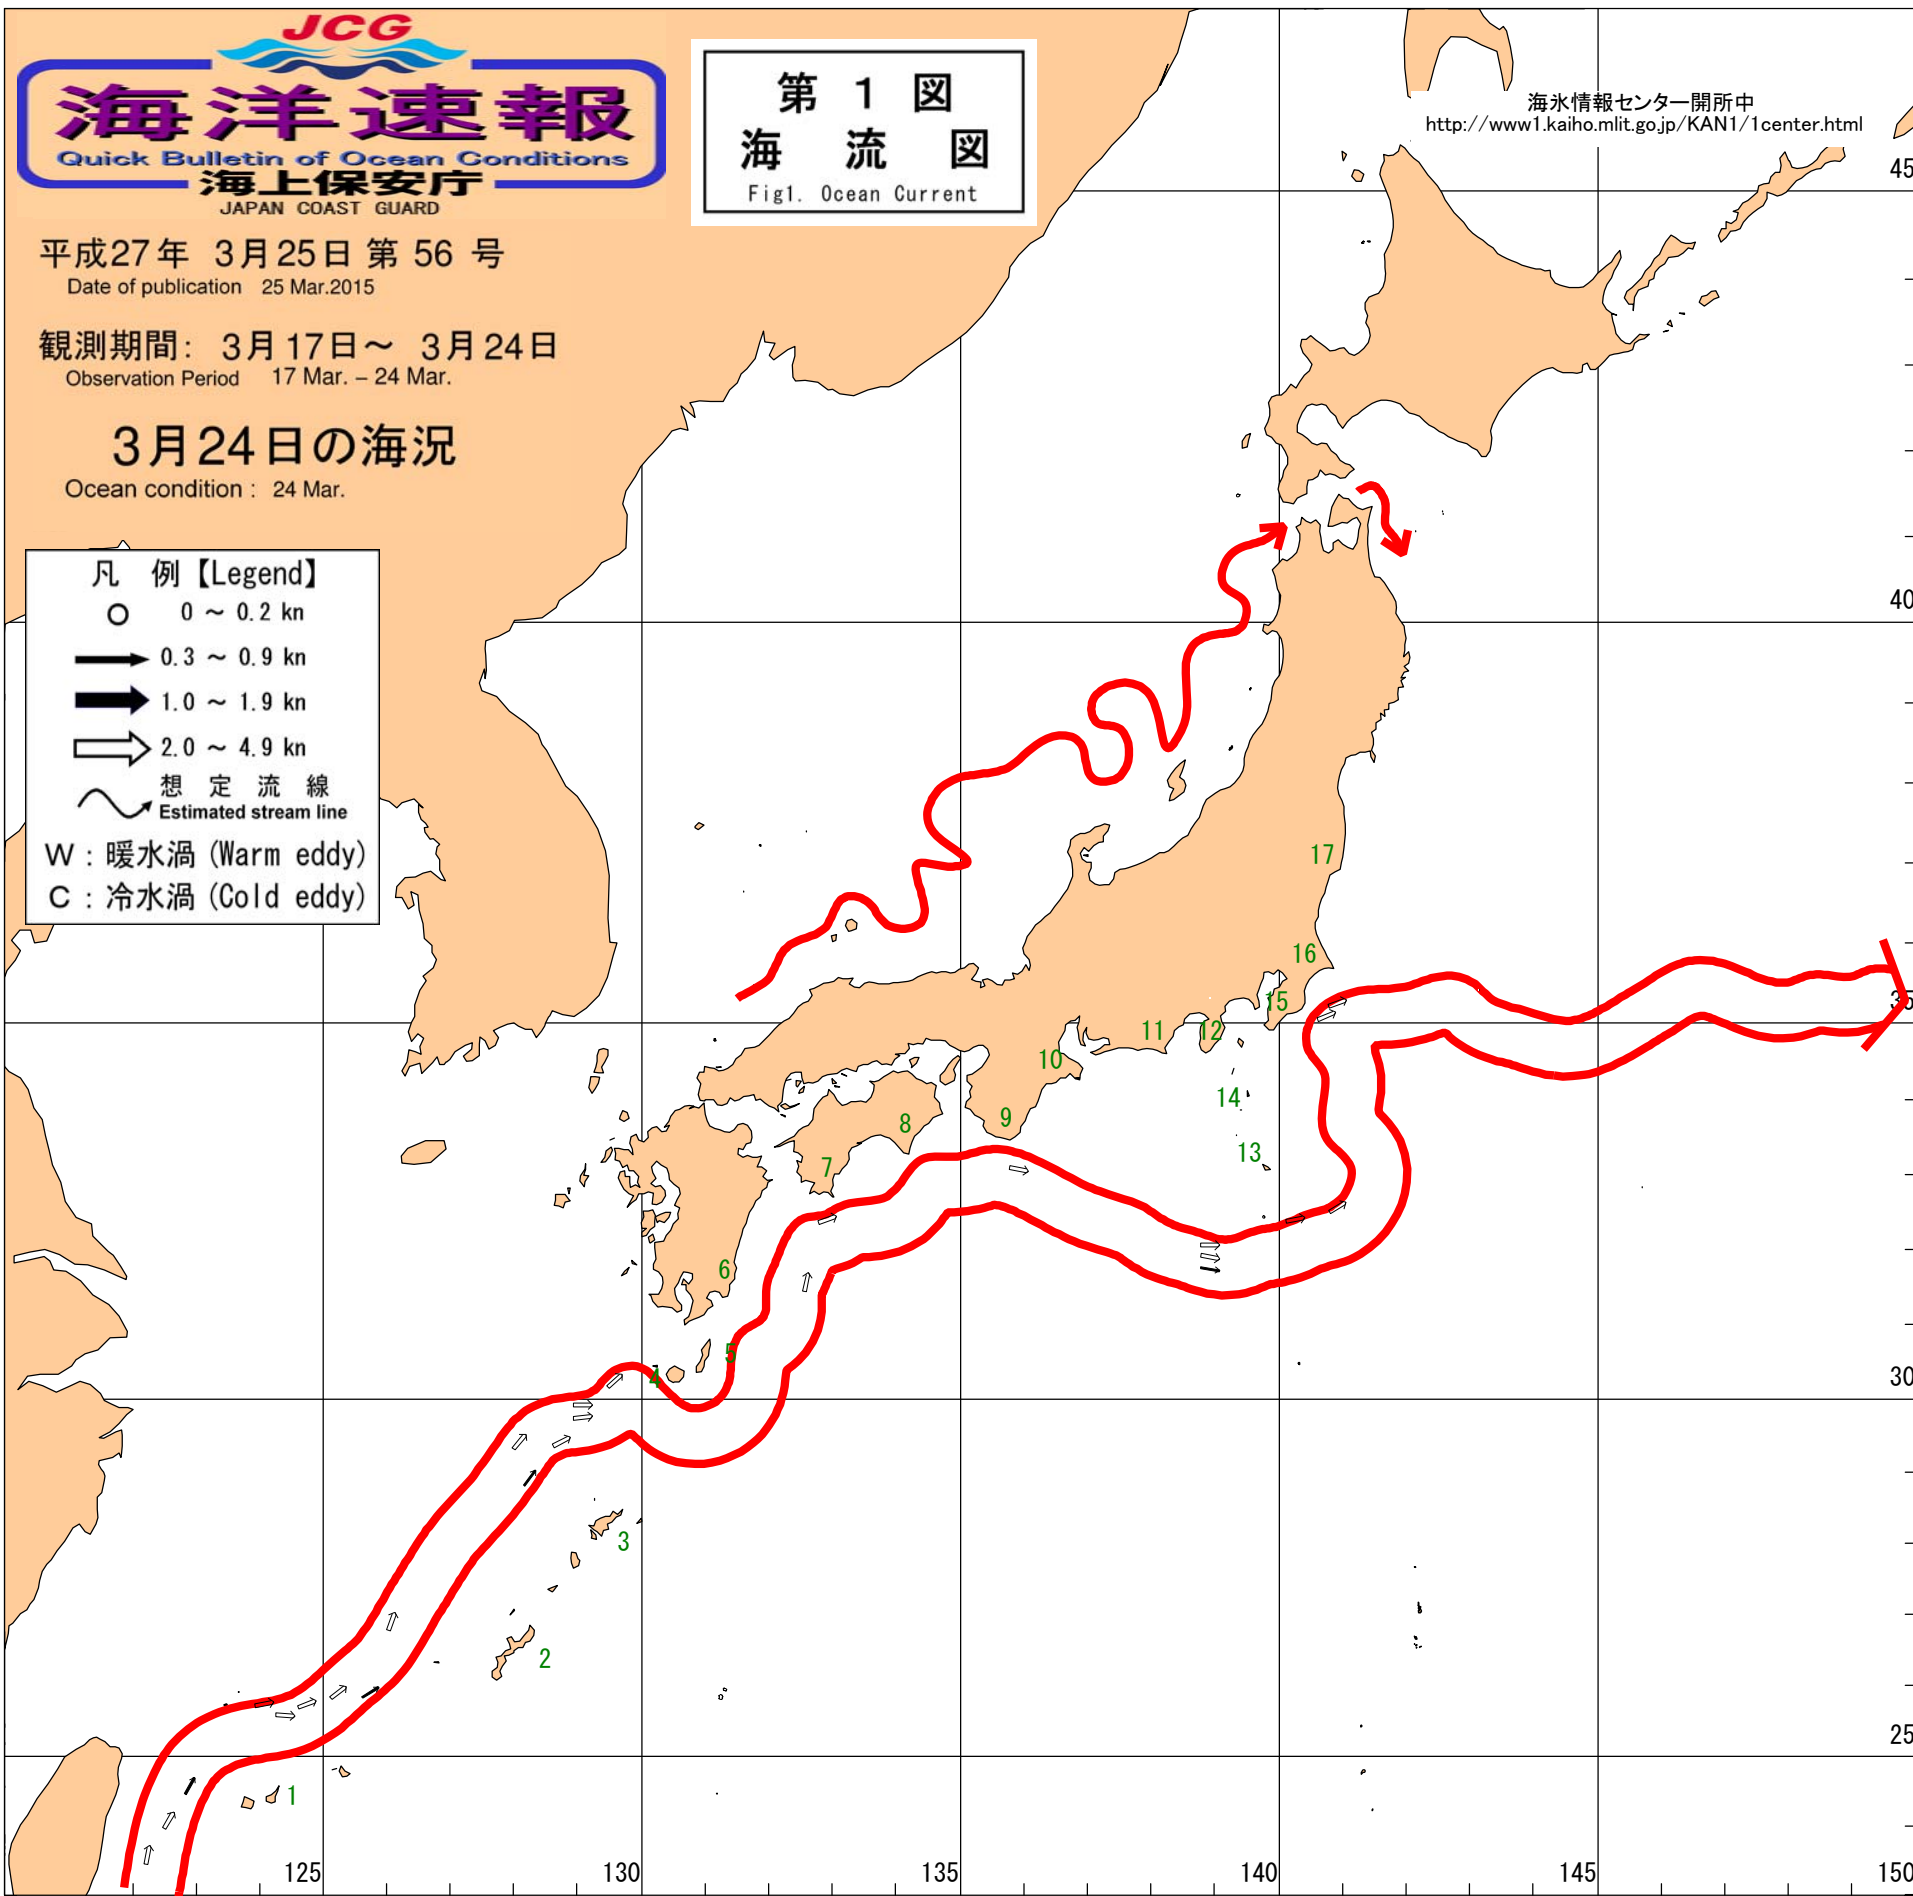 JCG
海洋速報
Quick Bulletin of Ocean Conditions
海上保安庁
JAPAN COAST GUARD
第 1 図
海 流 図
Fig1. Ocean Current
海氷情報センター開所中
http://www1.kaiho.mlit.go.jp/KAN1/1center.html
平成27年 3月25日 第 56 号
Date of publication 25 Mar.2015
観測期間: 3月17日～ 3月24日
Observation Period 17 Mar. – 24 Mar.
3月24日の海況
Ocean condition : 24 Mar.
凡 例【Legend】
0 ～ 0.2 kn
0.3 ～ 0.9 kn
1.0 ～ 1.9 kn
2.0 ～ 4.9 kn
想 定 流 線
Estimated stream line
W : 暖水渦 (Warm eddy)
C : 冷水渦 (Cold eddy)
45
40
35
30
25
17
16
15
12
11
10
14
9
8
13
7
6
5
4
3
2
1
125
130
135
140
145
150